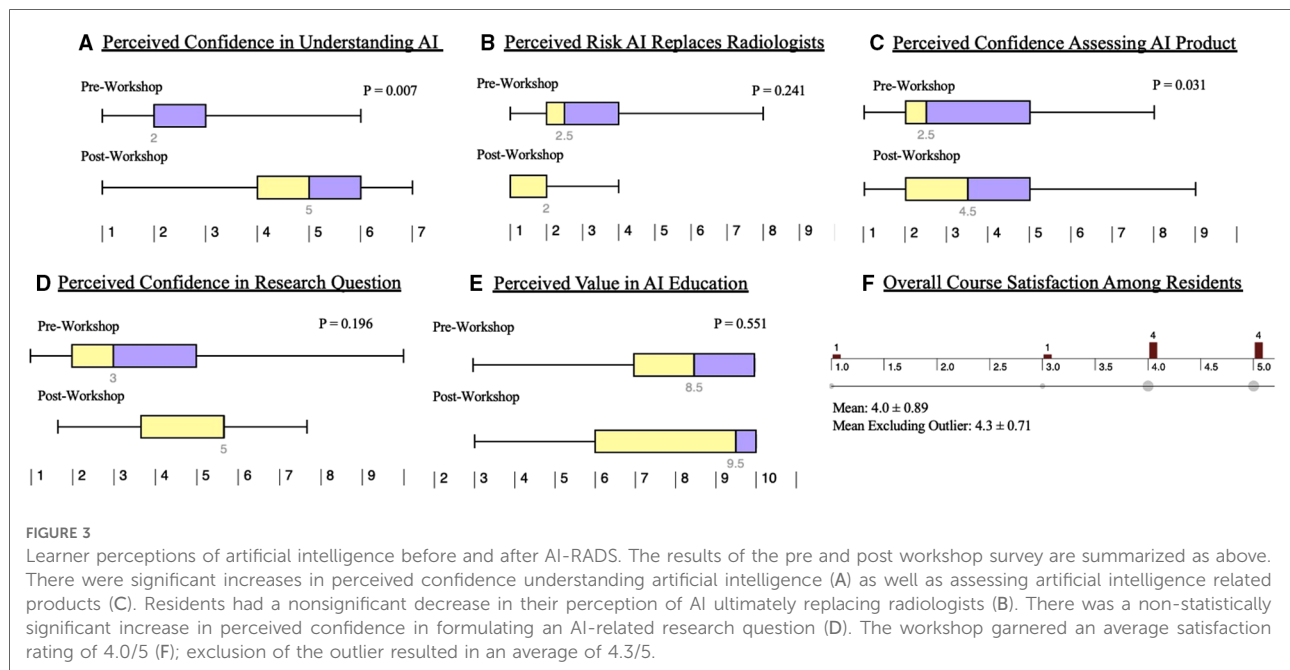 A Perceived Confidence in Understanding AI
Pre-Workshop
P = 0.007
2
Post-Workshop
5
|1 |2 |3 |4 |5 |6 |7
B Perceived Risk AI Replaces Radiologists
Pre-Workshop
P = 0.241
2.5
Post-Workshop
2
|1 |2 |3 |4 |5 |6 |7 |8 |9 |
C Perceived Confidence Assessing AI Product
Pre-Workshop
P = 0.031
2.5
Post-Workshop
4.5
|1 |2 |3 |4 |5 |6 |7 |8 |9 |
D Perceived Confidence in Research Question
Pre-Workshop
P = 0.196
3
Post-Workshop
5
|1 |2 |3 |4 |5 |6 |7 |8 |9 |
E Perceived Value in AI Education
Pre-Workshop
P = 0.551
8.5
Post-Workshop
9.5
|2 |3 |4 |5 |6 |7 |8 |9 |10 |
F Overall Course Satisfaction Among Residents
1 1 4 4
1.0 1.5 2.0 2.5 3.0 3.5 4.0 4.5 5.0
Mean: 4.0 ± 0.89
Mean Excluding Outlier: 4.3 ± 0.71
FIGURE 3
Learner perceptions of artificial intelligence before and after AI-RADS. The results of the pre and post workshop survey are summarized as above.
There were significant increases in perceived confidence understanding artificial intelligence (A) as well as assessing artificial intelligence related
products (C). Residents had a nonsignificant decrease in their perception of AI ultimately replacing radiologists (B). There was a non-statistically
significant increase in perceived confidence in formulating an AI-related research question (D). The workshop garnered an average satisfaction
rating of 4.0/5 (F); exclusion of the outlier resulted in an average of 4.3/5.